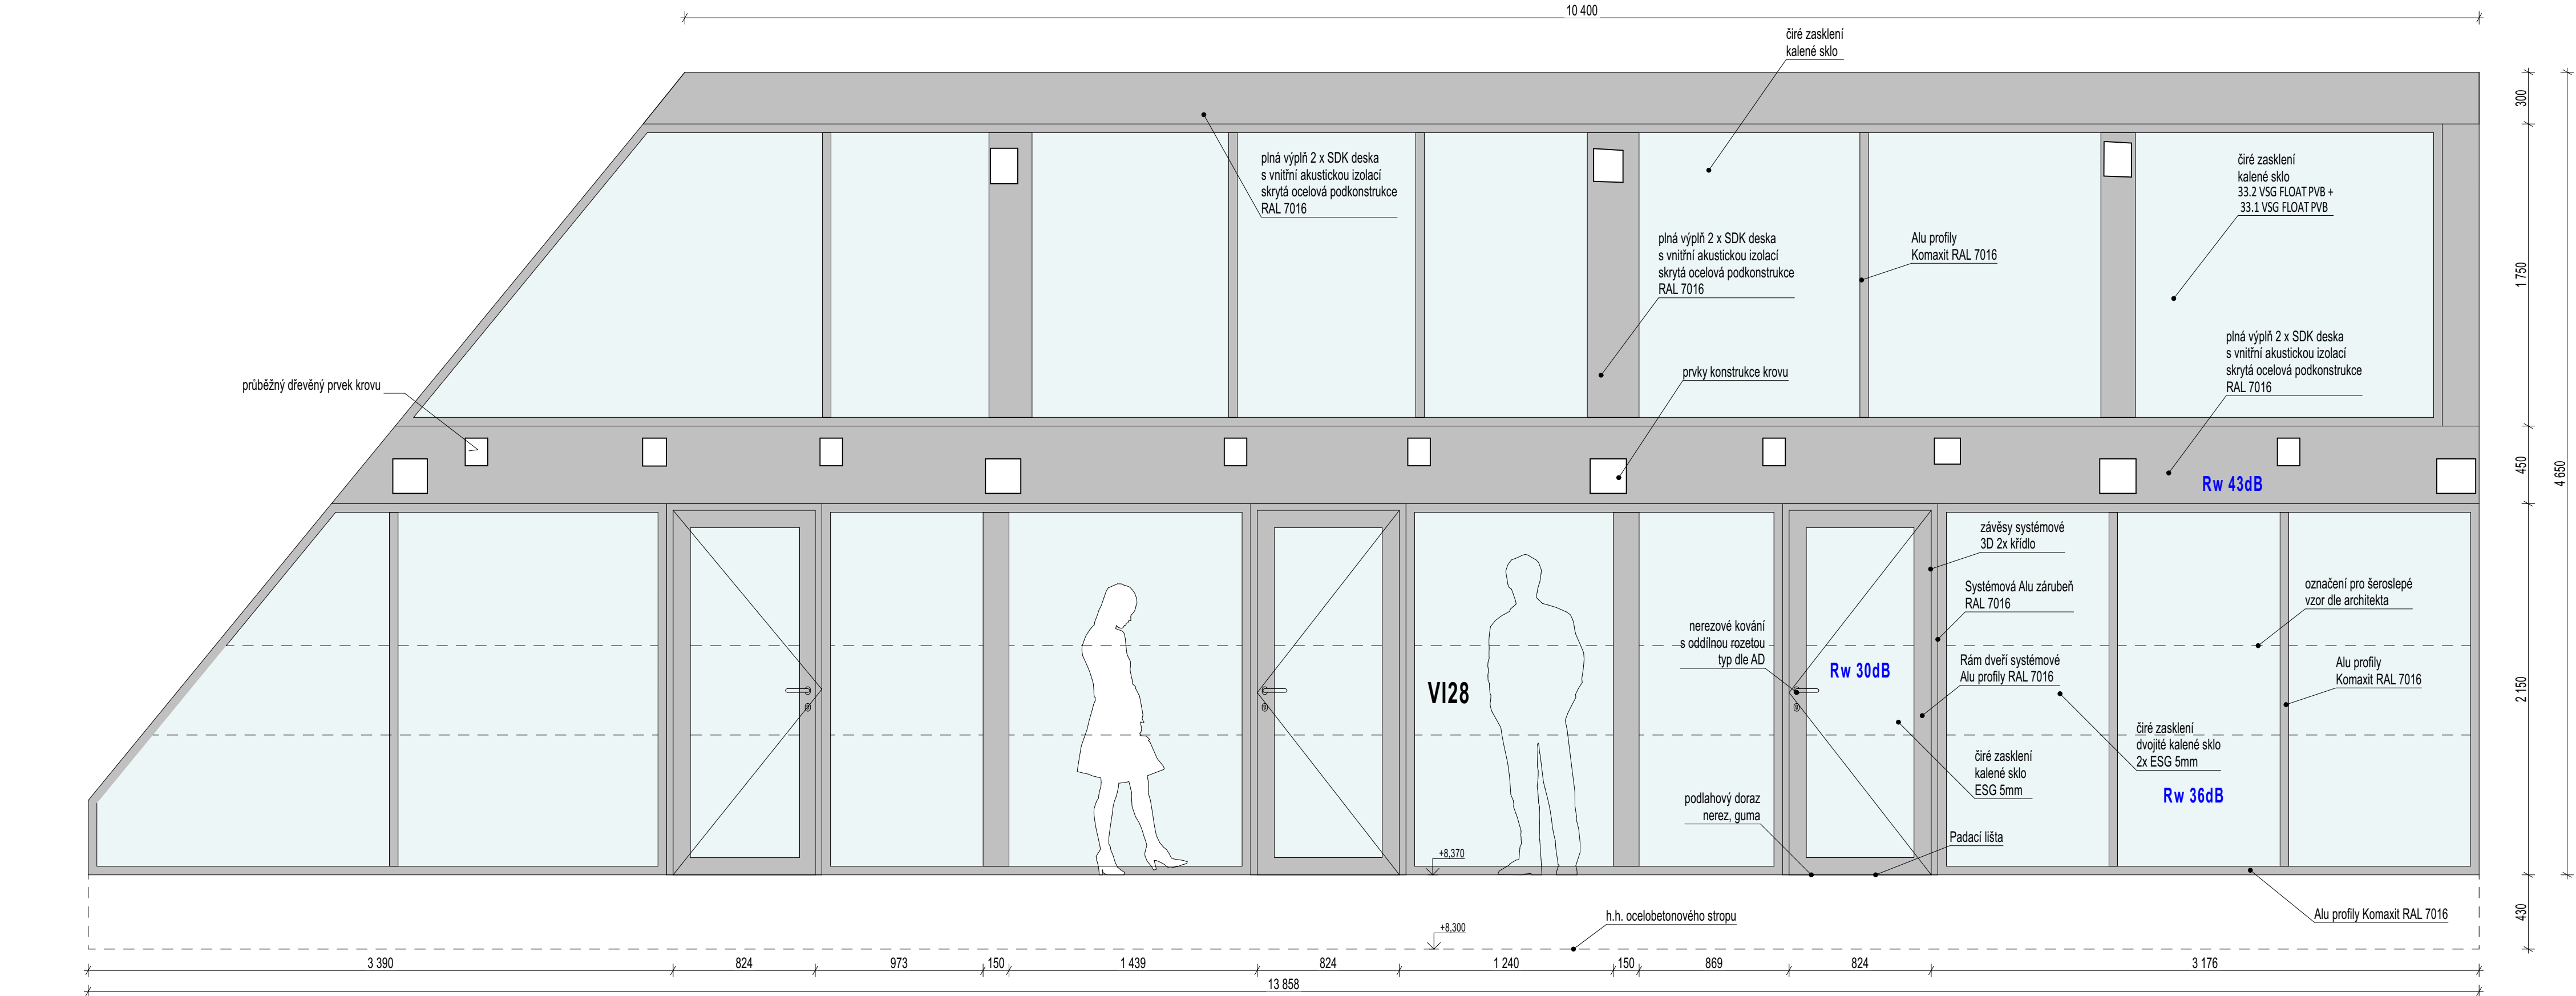 10 400
čiré zasklení
kalené sklo
300
plná výplň 2 x SDK deska
s vnitřní akustickou izolací
skrytá ocelová podkonstrukce
RAL 7016
čiré zasklení
kalené sklo
33.2 VSG FLOAT PVB +
33.1 VSG FLOAT PVB
plná výplň 2 x SDK deska
s vnitřní akustickou izolací
skrytá ocelová podkonstrukce
RAL 7016
Alu profily
Komaxit RAL 7016
1 750
plná výplň 2 x SDK deska
s vnitřní akustickou izolací
skrytá ocelová podkonstrukce
RAL 7016
průběžný dřevěný prvek krovu
prvky konstrukce krovu
450
4 650
Rw 43dB
závěsy systémové
3D 2x křídlo
Systémová Alu zárubeň
RAL 7016
označení pro šeroslepé
vzor dle architekta
nerezové kování
s oddílnou rozetou
typ dle AD
Rw 30dB
Rám dveří systémové
Alu profily RAL 7016
Alu profily
Komaxit RAL 7016
VI28
2 150
čiré zasklení
dvojité kalené sklo
2x ESG 5mm
čiré zasklení
kalené sklo
ESG 5mm
Rw 36dB
podlahový doraz
nerez, guma
Padací lišta
+8,370
430
h.h. ocelobetonového stropu
Alu profily Komaxit RAL 7016
+8,300
3 390
824
973
150
1 439
824
1 240
150
869
824
3 176
13 858